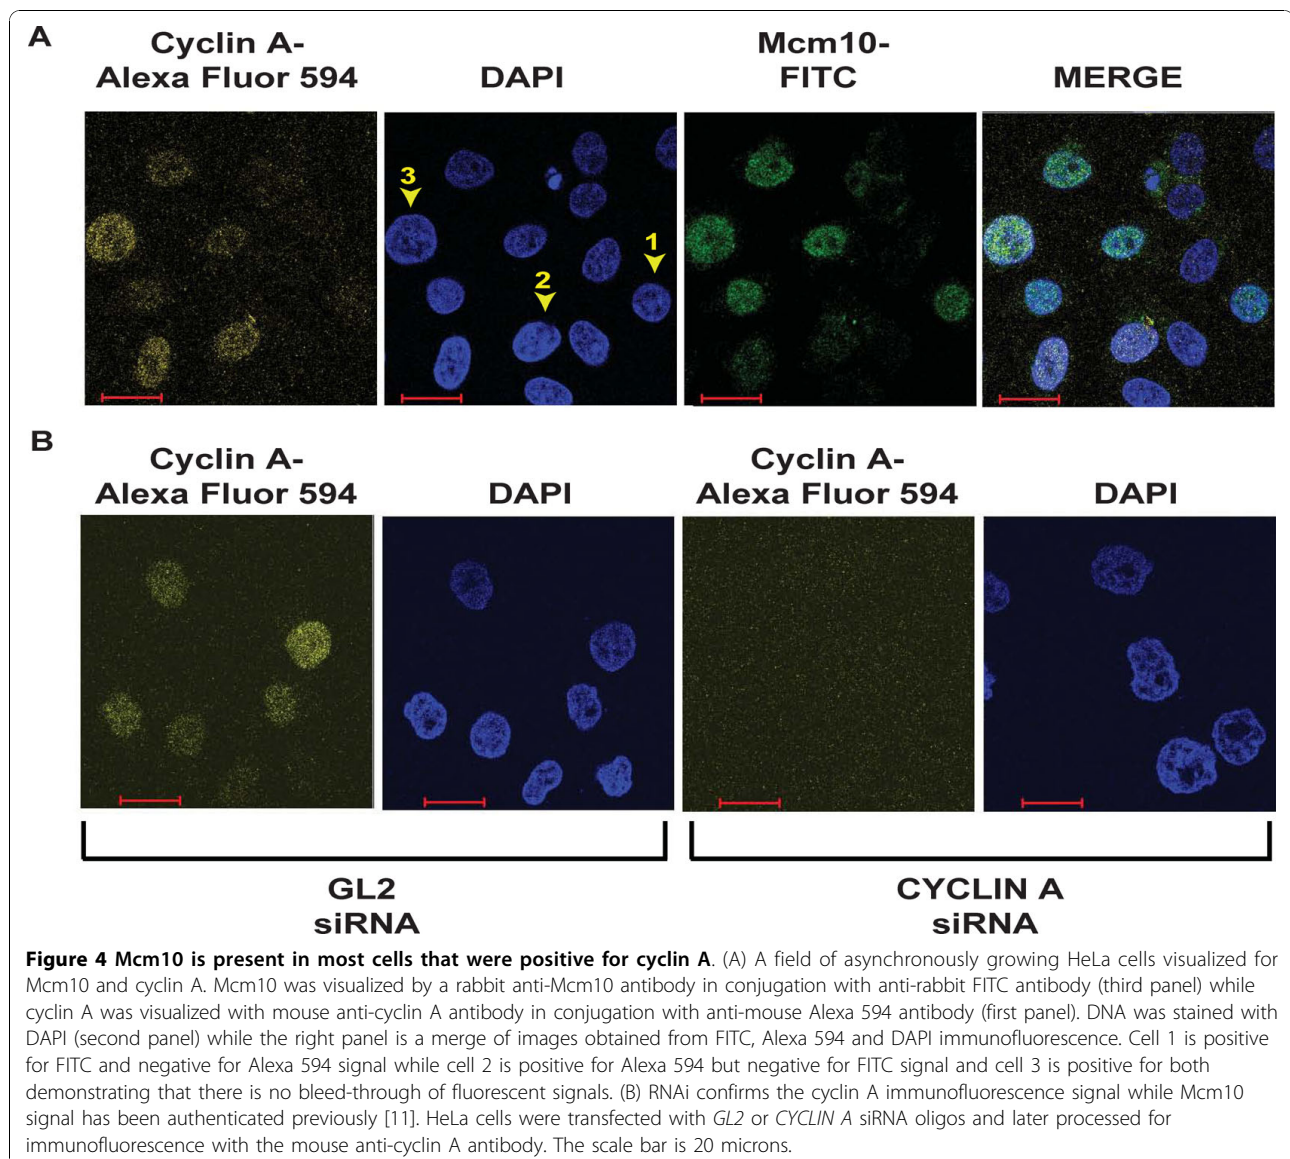 A
Cyclin A-
Alexa Fluor 594
DAPI
Mcm10-
FITC
MERGE
3
1
2
B
Cyclin A-
Alexa Fluor 594
DAPI
Cyclin A-
Alexa Fluor 594
DAPI
GL2
siRNA
CYCLIN A
siRNA
Figure 4 Mcm10 is present in most cells that were positive for cyclin A. (A) A field of asynchronously growing HeLa cells visualized for
Mcm10 and cyclin A. Mcm10 was visualized by a rabbit anti-Mcm10 antibody in conjugation with anti-rabbit FITC antibody (third panel) while
cyclin A was visualized with mouse anti-cyclin A antibody in conjugation with anti-mouse Alexa 594 antibody (first panel). DNA was stained with
DAPI (second panel) while the right panel is a merge of images obtained from FITC, Alexa 594 and DAPI immunofluorescence. Cell 1 is positive
for FITC and negative for Alexa 594 signal while cell 2 is positive for Alexa 594 but negative for FITC signal and cell 3 is positive for both
demonstrating that there is no bleed-through of fluorescent signals. (B) RNAi confirms the cyclin A immunofluorescence signal while Mcm10
signal has been authenticated previously [11]. HeLa cells were transfected with GL2 or CYCLIN A siRNA oligos and later processed for
immunofluorescence with the mouse anti-cyclin A antibody. The scale bar is 20 microns.